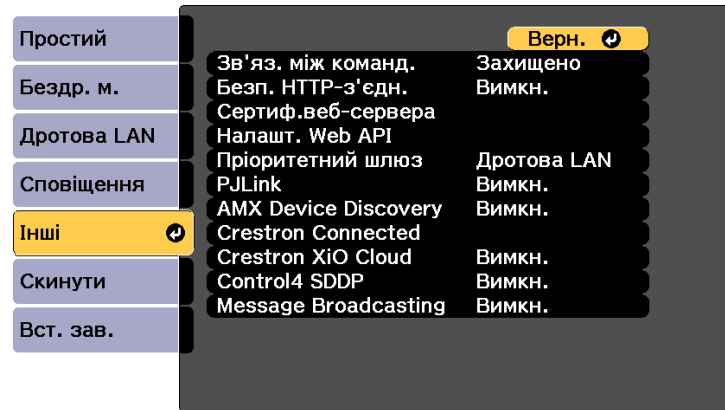 Простий
Бездр. м.
Дротова LAN
Сповіщення
Інші
Скинути
Вст. зав.
Верн.
Зв'яз. між команд. Захищено
Безп. HTTP-з'єдн. Вимкн.
Сертиф.веб-сервера
Налашт. Web API
Пріоритетний шлюз Дротова LAN
PJLink Вимкн.
AMX Device Discovery Вимкн.
Crestron Connected
Crestron XiO Cloud Вимкн.
Control4 SDDP Вимкн.
Message Broadcasting Вимкн.